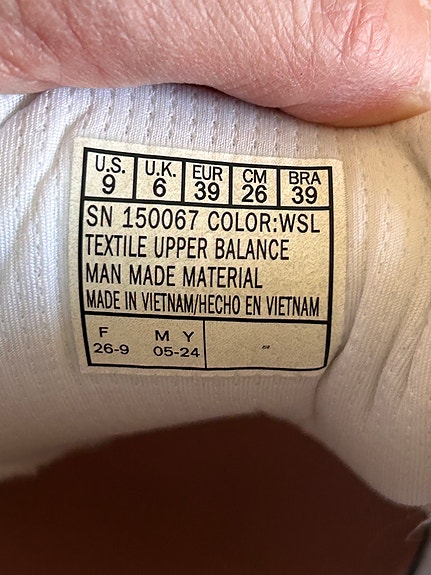 U.S. U.K. EUR CM BRA
9 6 39 26 39
SN 150067 COLOR:WSL
TEXTILE UPPER BALANCE
MAN MADE MATERIAL
MADE IN VIETNAM/HECHO EN VIETNAM
F M Y
26-9 05-24